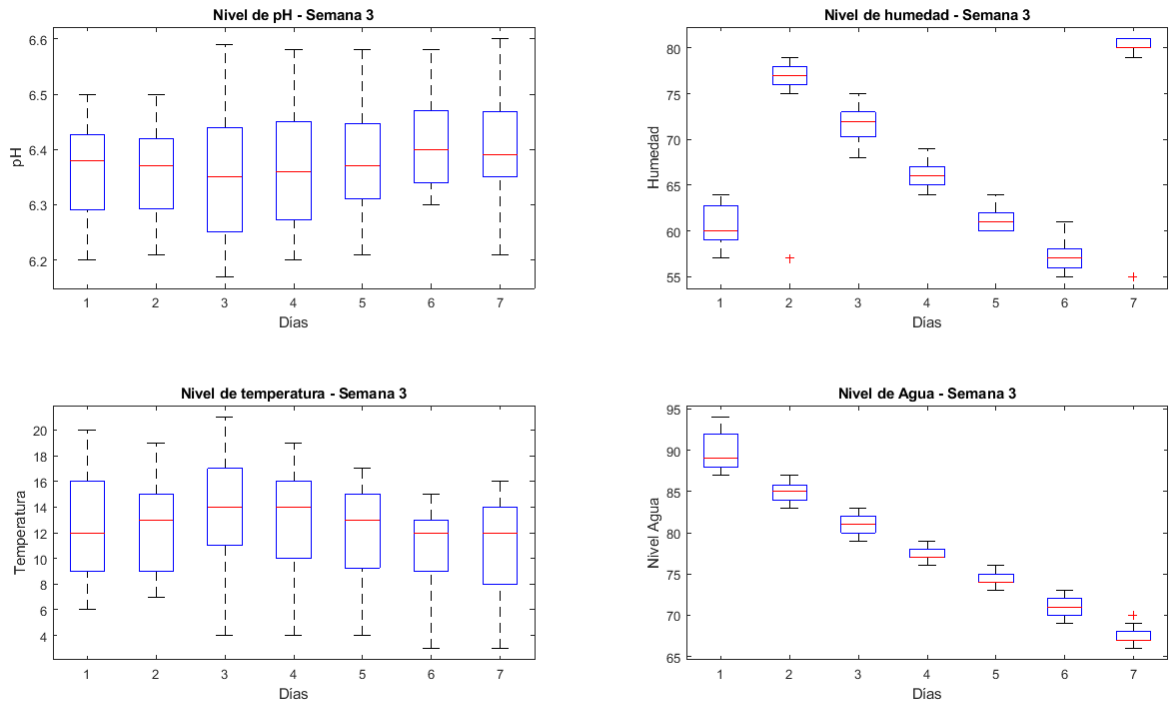 Nivel de pH - Semana 3
6.6
6.5
6.4
6.3
6.2
pH
1 2 3 4 5 6 7
Días
Nivel de humedad - Semana 3
80
75
70
65
60
55
Humedad
1 2 3 4 5 6 7
Días
Nivel de temperatura - Semana 3
20
18
16
14
12
10
8
6
4
Temperatura
1 2 3 4 5 6 7
Días
Nivel de Agua - Semana 3
95
90
85
80
75
70
65
Nivel Agua
1 2 3 4 5 6 7
Días